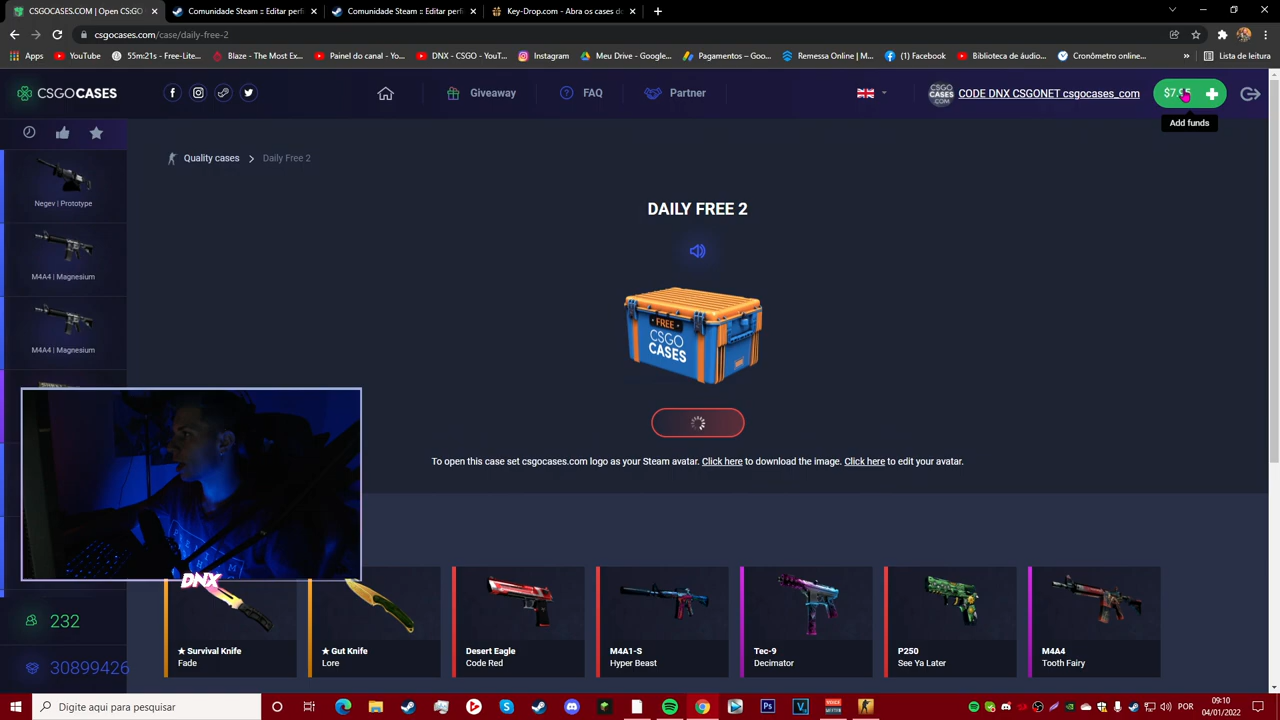 CSGOCASES.COM | Open CSGO
Comunidade Steam :: Editar perf
Comunidade Steam :: Editar perf
Key-Drop.com - Abra os cases do
csgocases.com/case/daily-free-2
Apps
YouTube
55m21s - Free-Lite...
Blaze - The Most Ex...
Painel do canal - Yo...
DNX - CSGO - YouT...
Instagram
Meu Drive - Google...
Pagamentos – Goo...
Remessa Online | M...
(1) Facebook
Biblioteca de áudio...
Cronômetro online...
Lista de leitura
CSGOCASES
Giveaway
FAQ
Partner
CSGO CASES .COM
CODE DNX CSGONET csgocases_com
Add funds
Quality cases
Daily Free 2
Negev | Prototype
M4A4 | Magnesium
M4A4 | Magnesium
DAILY FREE 2
FREE
CSGO
CASES
To open this case set csgocases.com logo as your Steam avatar. Click here to download the image. Click here to edit your avatar.
DNX
232
30899426
★ Survival Knife
Fade
★ Gut Knife
Lore
Desert Eagle
Code Red
M4A1-S
Hyper Beast
Tec-9
Decimator
P250
See Ya Later
M4A4
Tooth Fairy
Digite aqui para pesquisar
POR
09:10
04/01/2022